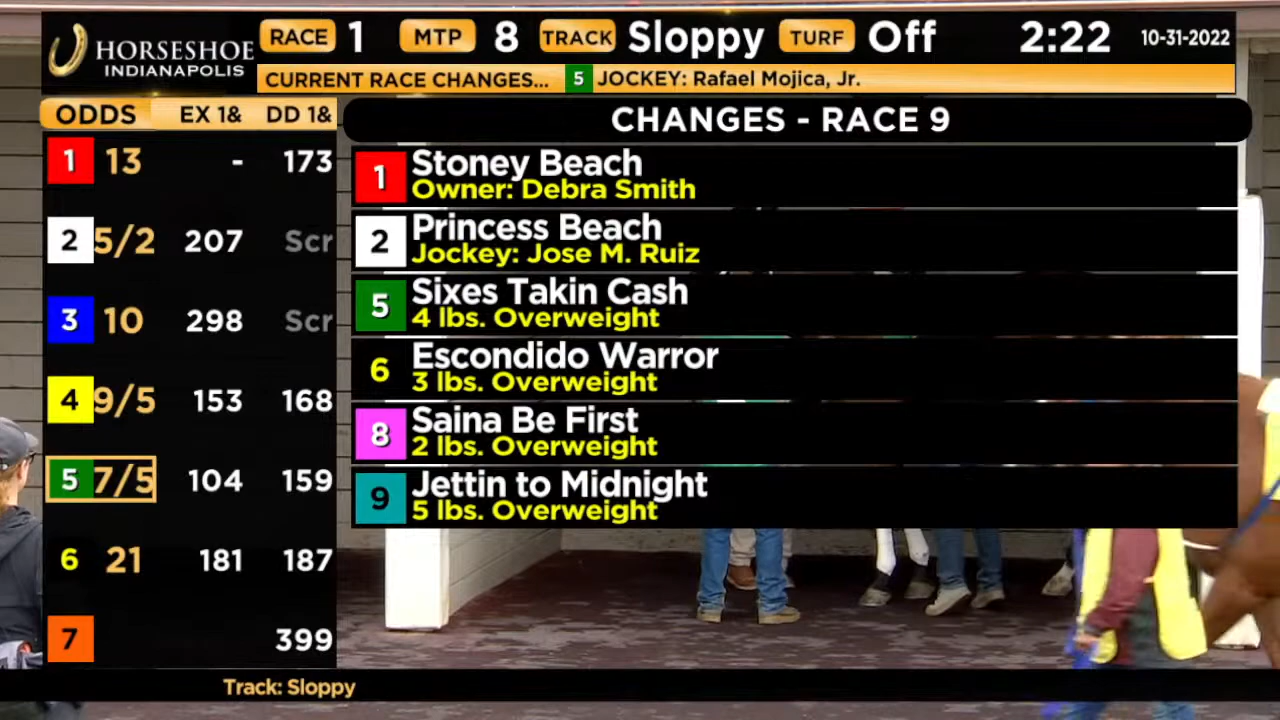 HORSESHOE
INDIANAPOLIS
RACE 1 MTP 8 TRACK Sloppy TURF Off 2:22 10-31-2022
CURRENT RACE CHANGES... 5 JOCKEY: Rafael Mojica, Jr.
ODDS EX 1& DD 1&
1 13 - 173
2 5/2 207 Scr
3 10 298 Scr
4 9/5 153 168
5 7/5 104 159
6 21 181 187
7 399
CHANGES - RACE 9
1 Stoney Beach
Owner: Debra Smith
2 Princess Beach
Jockey: Jose M. Ruiz
5 Sixes Takin Cash
4 lbs. Overweight
6 Escondido Warror
3 lbs. Overweight
8 Saina Be First
2 lbs. Overweight
9 Jettin to Midnight
5 lbs. Overweight
Track: Sloppy